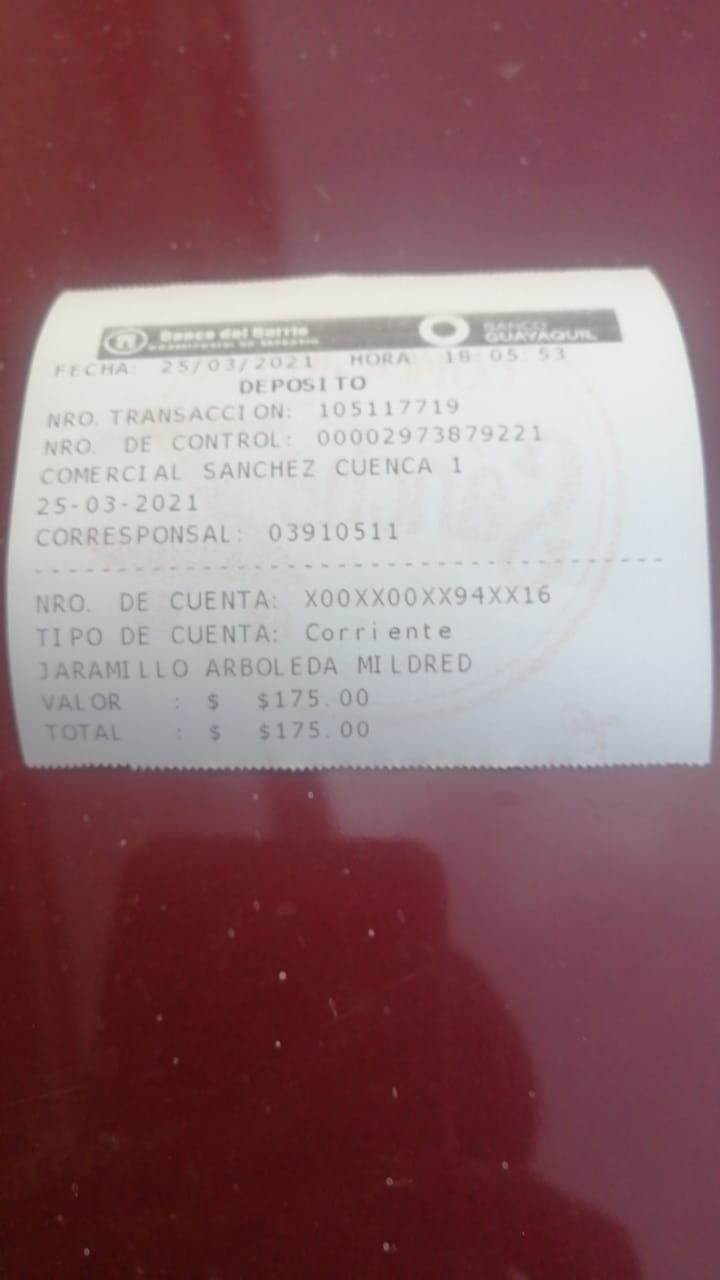 Banco del Barrio
BANCO
GUAYAQUIL
FECHA: 25/03/2021 HORA: 18:05:53
DEPOSITO
NRO. TRANSACCION: 105117719
NRO. DE CONTROL: 00002973879221
COMERCIAL SANCHEZ CUENCA 1
25-03-2021
CORRESPONSAL: 03910511
NRO. DE CUENTA: X00XX00XX94XX16
TIPO DE CUENTA: Corriente
JARAMILLO ARBOLEDA MILDRED
VALOR : $ $175.00
TOTAL : $ $175.00